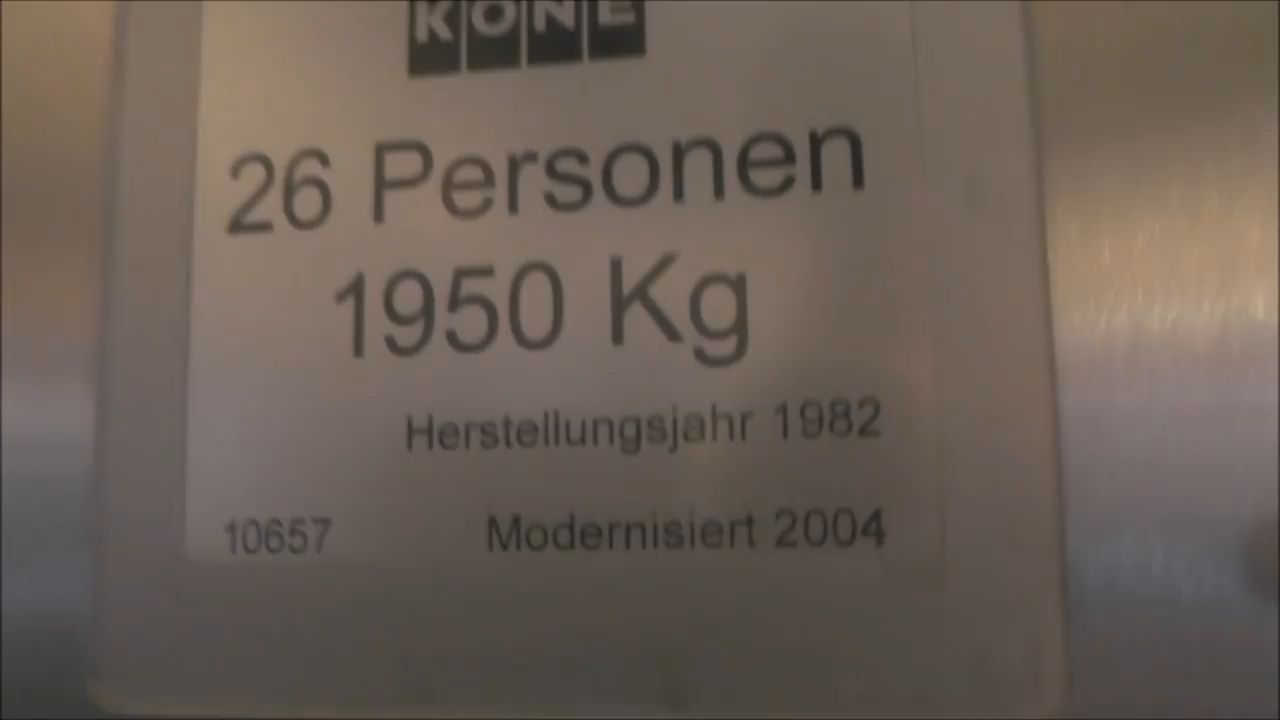 KONE
26 Personen
1950 Kg
Herstellungsjahr 1982
10657 Modernisiert 2004